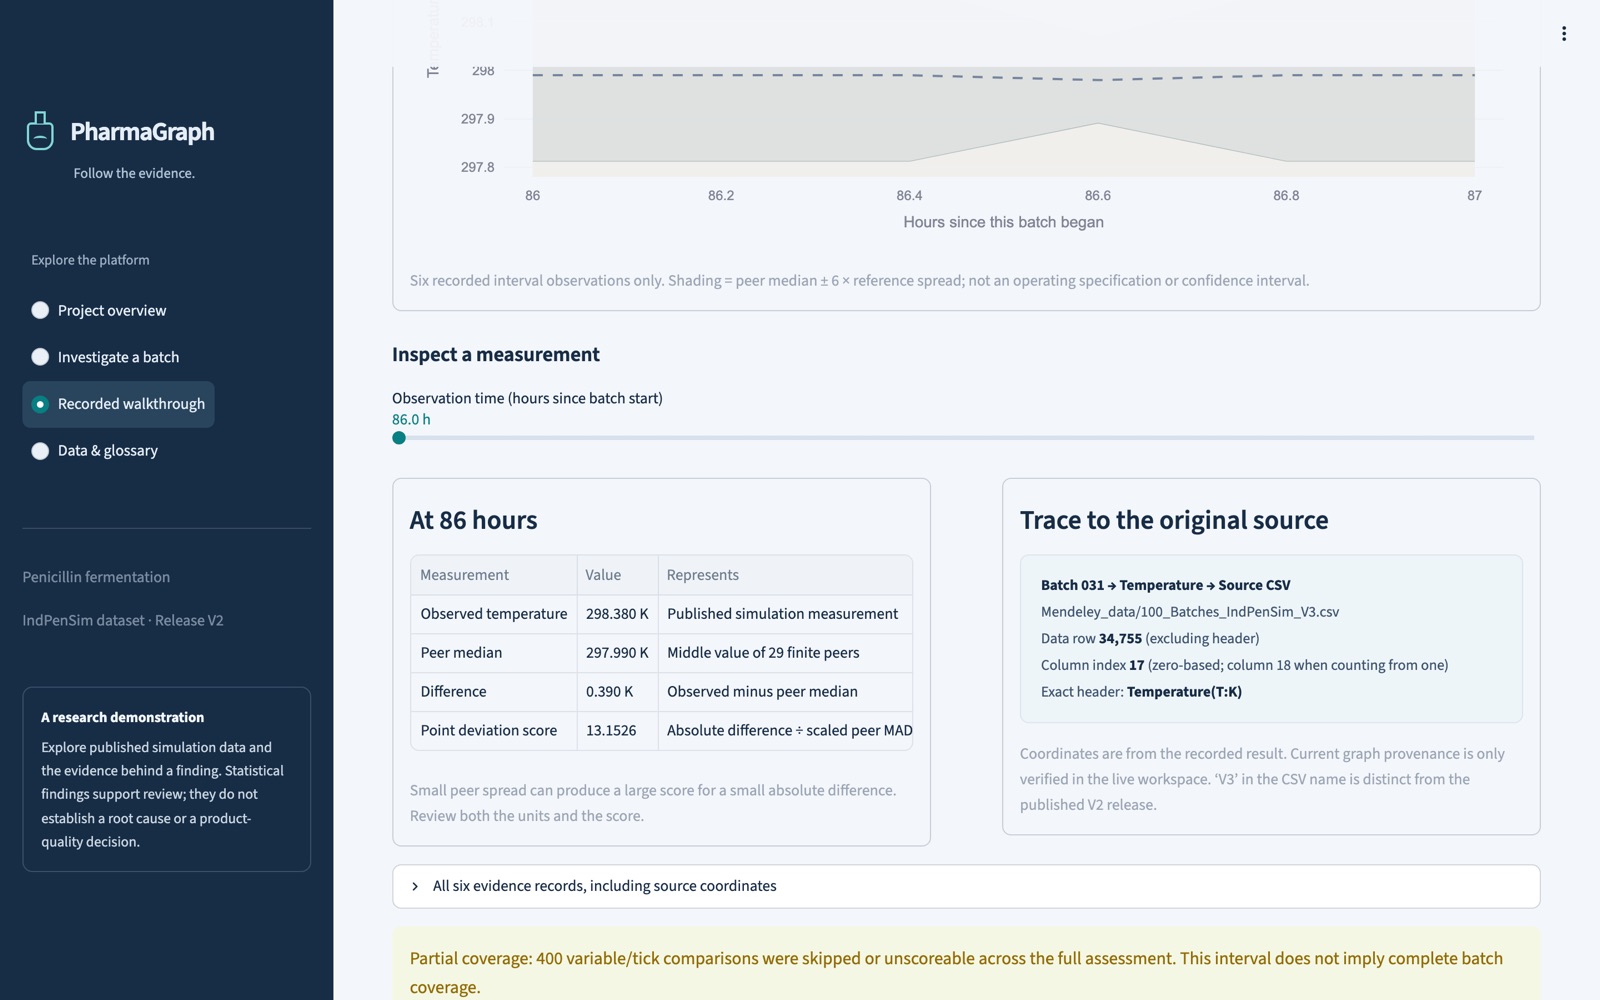 PharmaGraph
Follow the evidence.
Explore the platform
Project overview
Investigate a batch
Recorded walkthrough
Data & glossary
Penicillin fermentation
IndPenSim dataset · Release V2
A research demonstration
Explore published simulation data and
the evidence behind a finding. Statistical
findings support review; they do not
establish a root cause or a product-
quality decision.
298.1
298
297.9
297.8
86 86.2 86.4 86.6 86.8 87
Hours since this batch began
Six recorded interval observations only. Shading = peer median ± 6 × reference spread; not an operating specification or confidence interval.
Inspect a measurement
Observation time (hours since batch start)
86.0 h
At 86 hours
Measurement Value Represents
Observed temperature 298.380 K Published simulation measurement
Peer median 297.990 K Middle value of 29 finite peers
Difference 0.390 K Observed minus peer median
Point deviation score 13.1526 Absolute difference ÷ scaled peer MAD
Small peer spread can produce a large score for a small absolute difference.
Review both the units and the score.
Trace to the original source
Batch 031 → Temperature → Source CSV
Mendeley_data/100_Batches_IndPenSim_V3.csv
Data row 34,755 (excluding header)
Column index 17 (zero-based; column 18 when counting from one)
Exact header: Temperature(T:K)
Coordinates are from the recorded result. Current graph provenance is only
verified in the live workspace. ‘V3’ in the CSV name is distinct from the
published V2 release.
All six evidence records, including source coordinates
Partial coverage: 400 variable/tick comparisons were skipped or unscoreable across the full assessment. This interval does not imply complete batch
coverage.